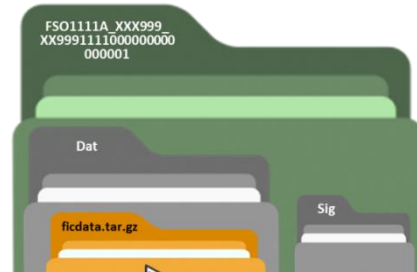 FSO1111A_XXX999_
XX9991111000000000
000001
Dat
Sig
ficdata.tar.gz